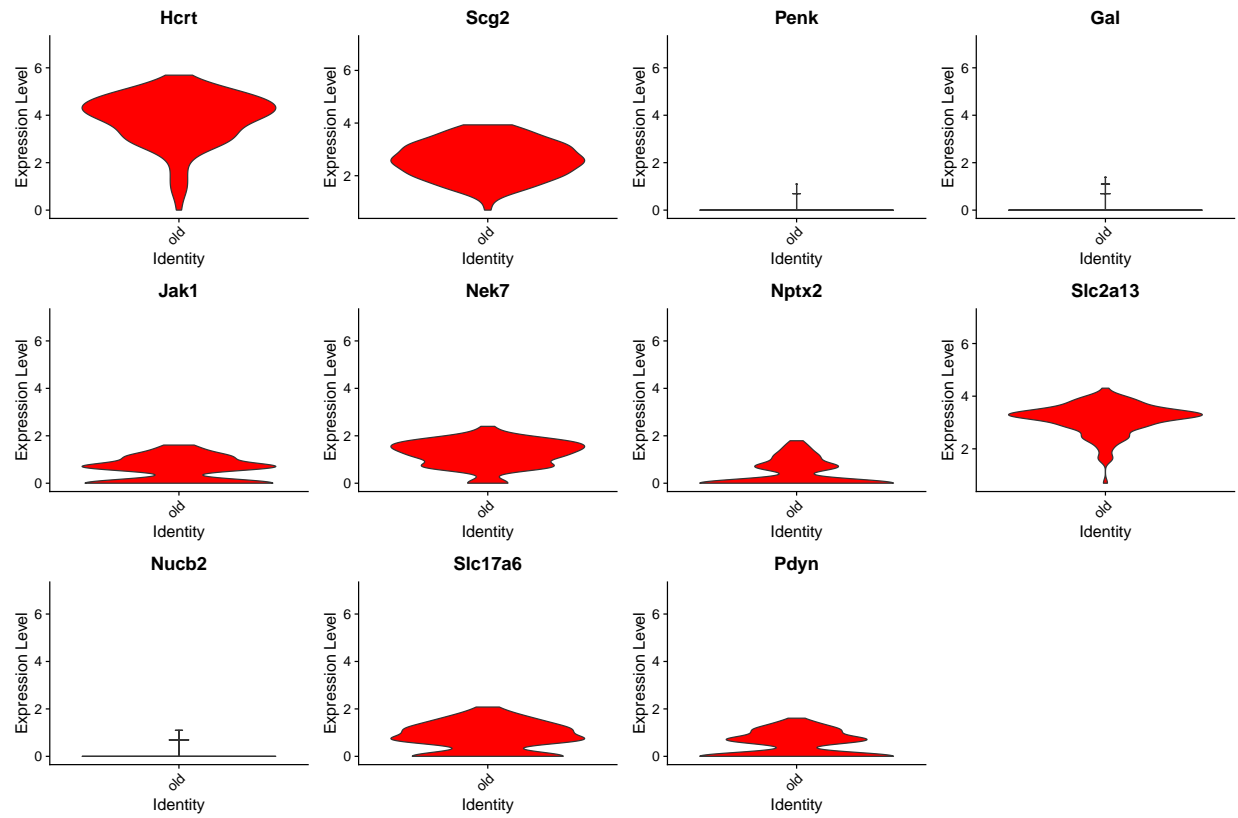 Hcrt
Scg2
Penk
Gal
Expression Level
6
4
2
0
old
Identity
Expression Level
6
4
2
old
Identity
Expression Level
6
4
2
0
old
Identity
Expression Level
6
4
2
0
old
Identity
Jak1
Nek7
Nptx2
Slc2a13
Expression Level
6
4
2
0
old
Identity
Expression Level
6
4
2
0
old
Identity
Expression Level
6
4
2
0
old
Identity
Expression Level
6
4
2
old
Identity
Nucb2
Slc17a6
Pdyn
Expression Level
6
4
2
0
old
Identity
Expression Level
6
4
2
0
old
Identity
Expression Level
6
4
2
0
old
Identity